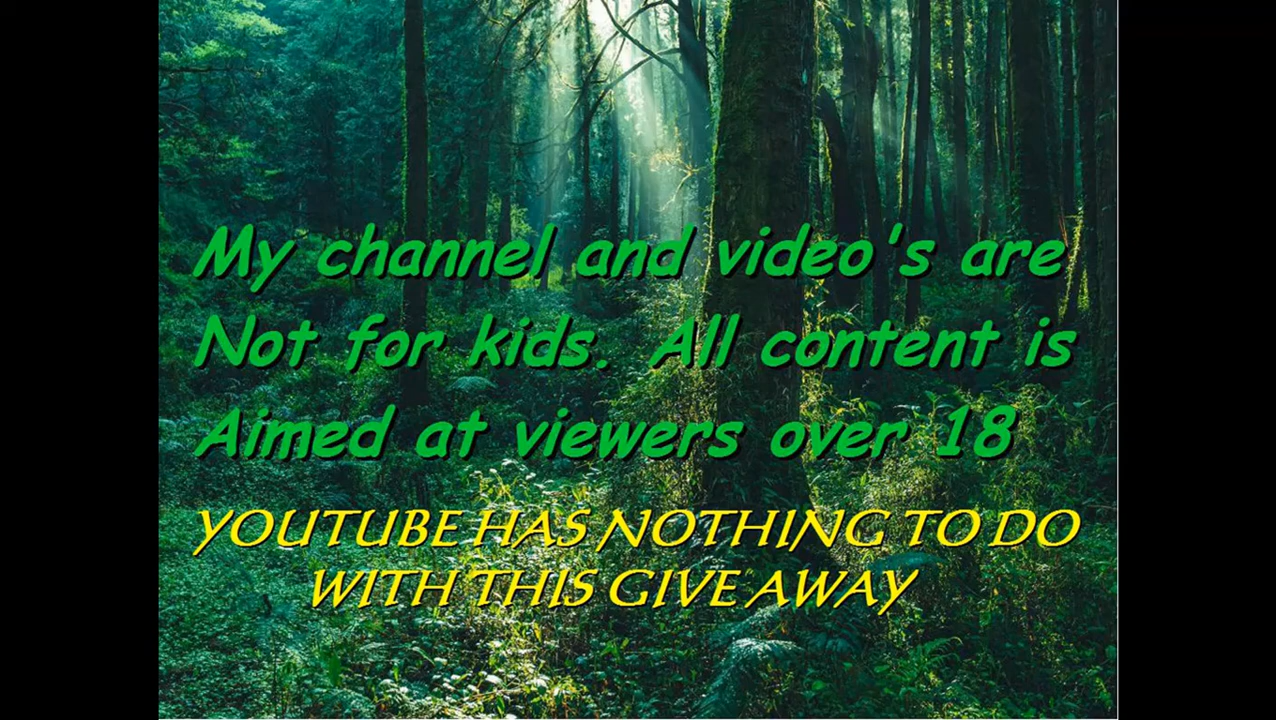 My channel and video's are
Not for kids. All content is
Aimed at viewers over 18
YOUTUBE HAS NOTHING TO DO
WITH THIS GIVE AWAY